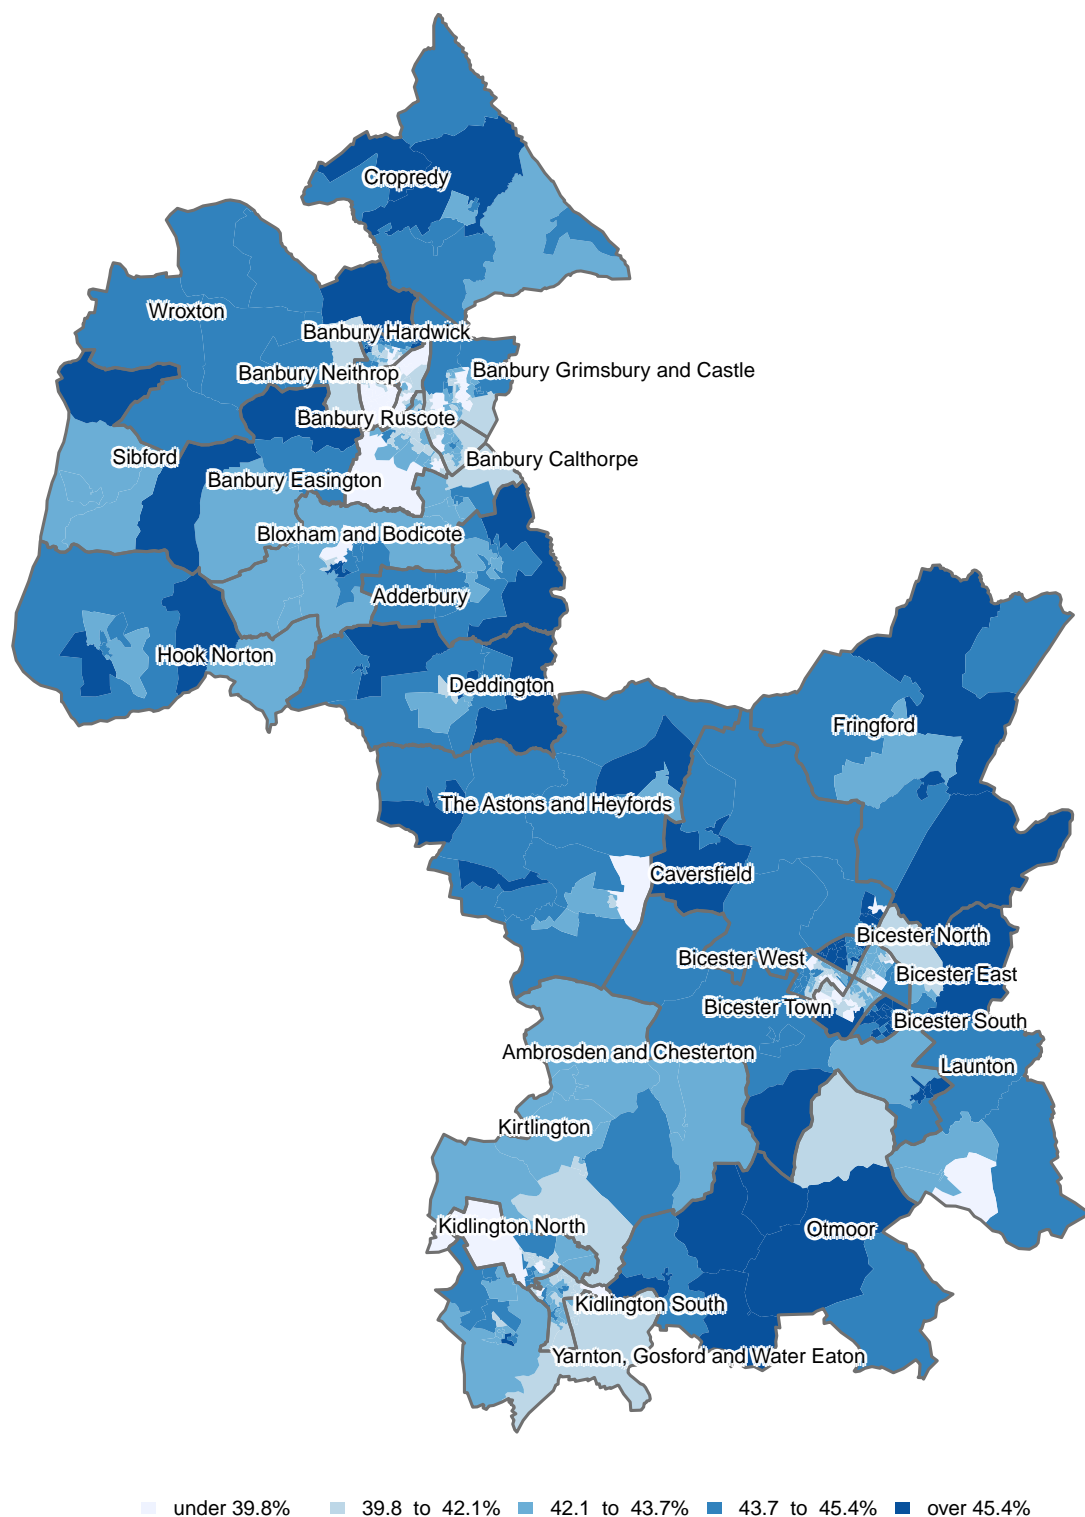 Cropredy
Wroxton
Banbury Hardwick
Banbury Neithrop
Banbury Grimsbury and Castle
Banbury Ruscote
Sibford
Banbury Calthorpe
Banbury Easington
Bloxham and Bodicote
Adderbury
Hook Norton
Deddington
Fringford
The Astons and Heyfords
Caversfield
Bicester North
Bicester West
Bicester East
Bicester Town
Bicester South
Ambrosden and Chesterton
Launton
Kirtlington
Kidlington North
Otmoor
Kidlington South
Yarnton, Gosford and Water Eaton
under 39.8% 39.8 to 42.1% 42.1 to 43.7% 43.7 to 45.4% over 45.4%